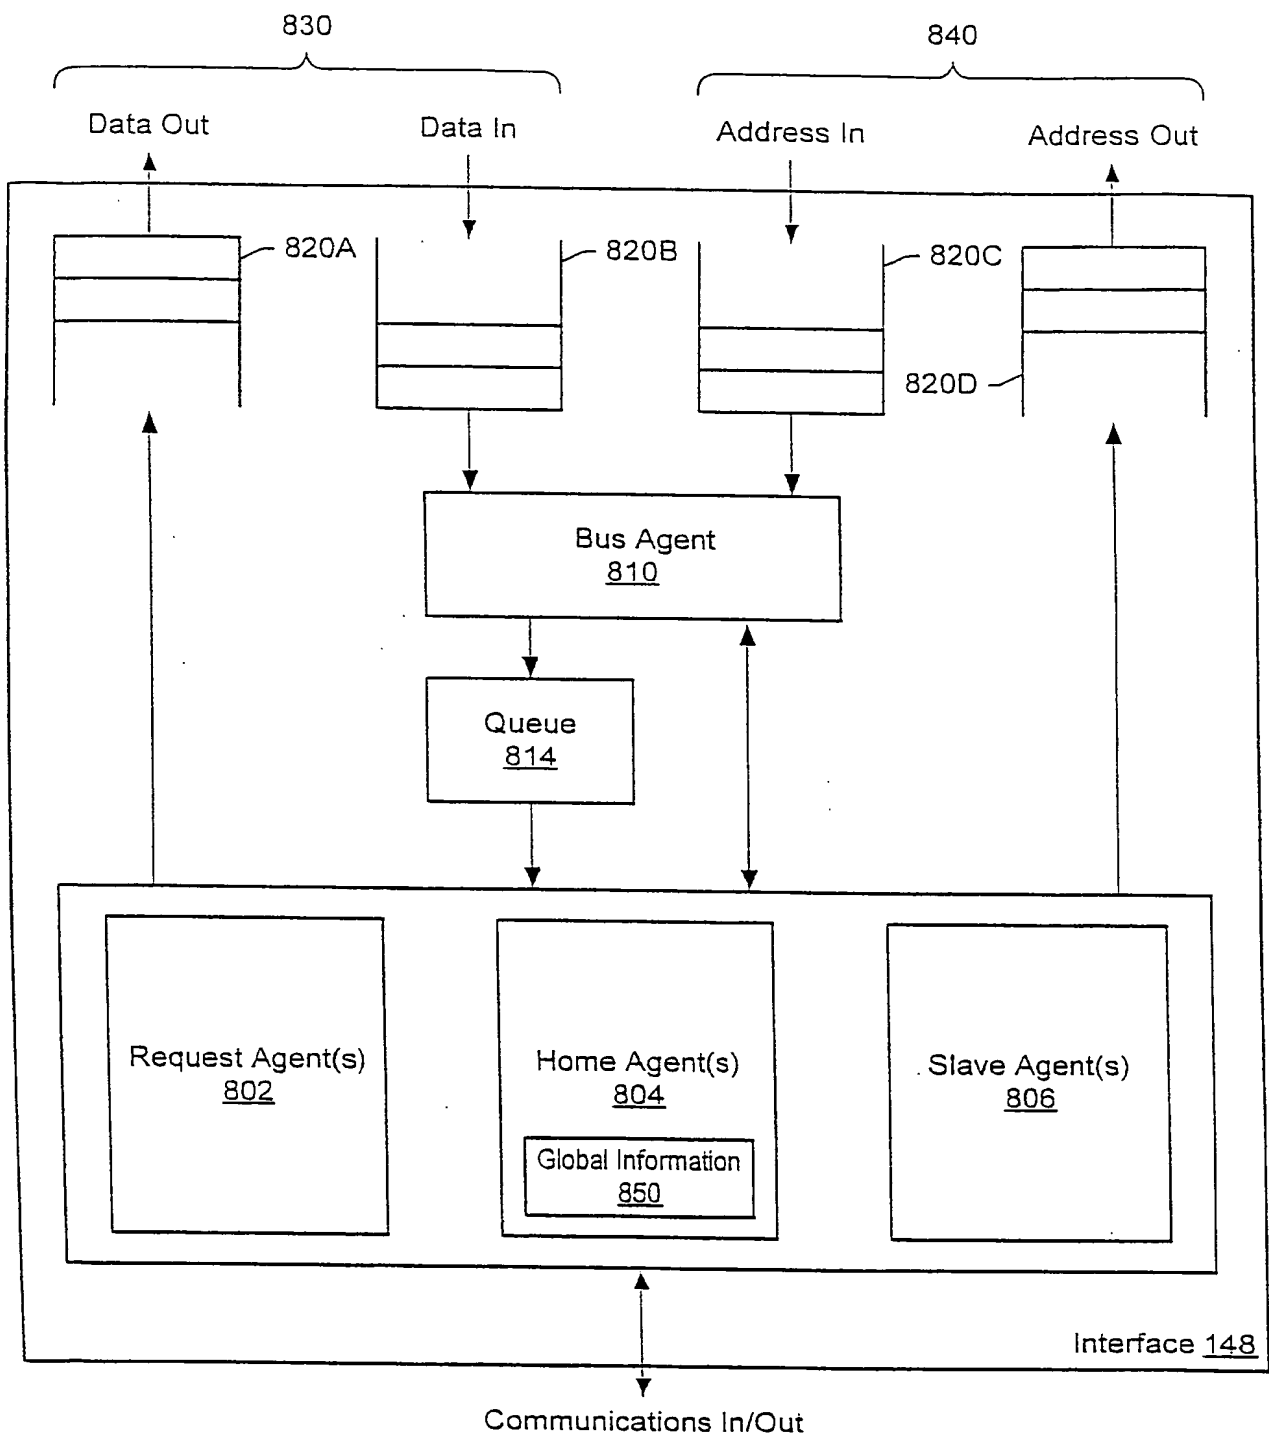 830
840
Data Out
Data In
Address In
Address Out
820A
820B
820C
820D
Bus Agent
810
Queue
814
Request Agent(s)
802
Home Agent(s)
804
Slave Agent(s)
806
Global Information
850
Interface 148
Communications In/Out